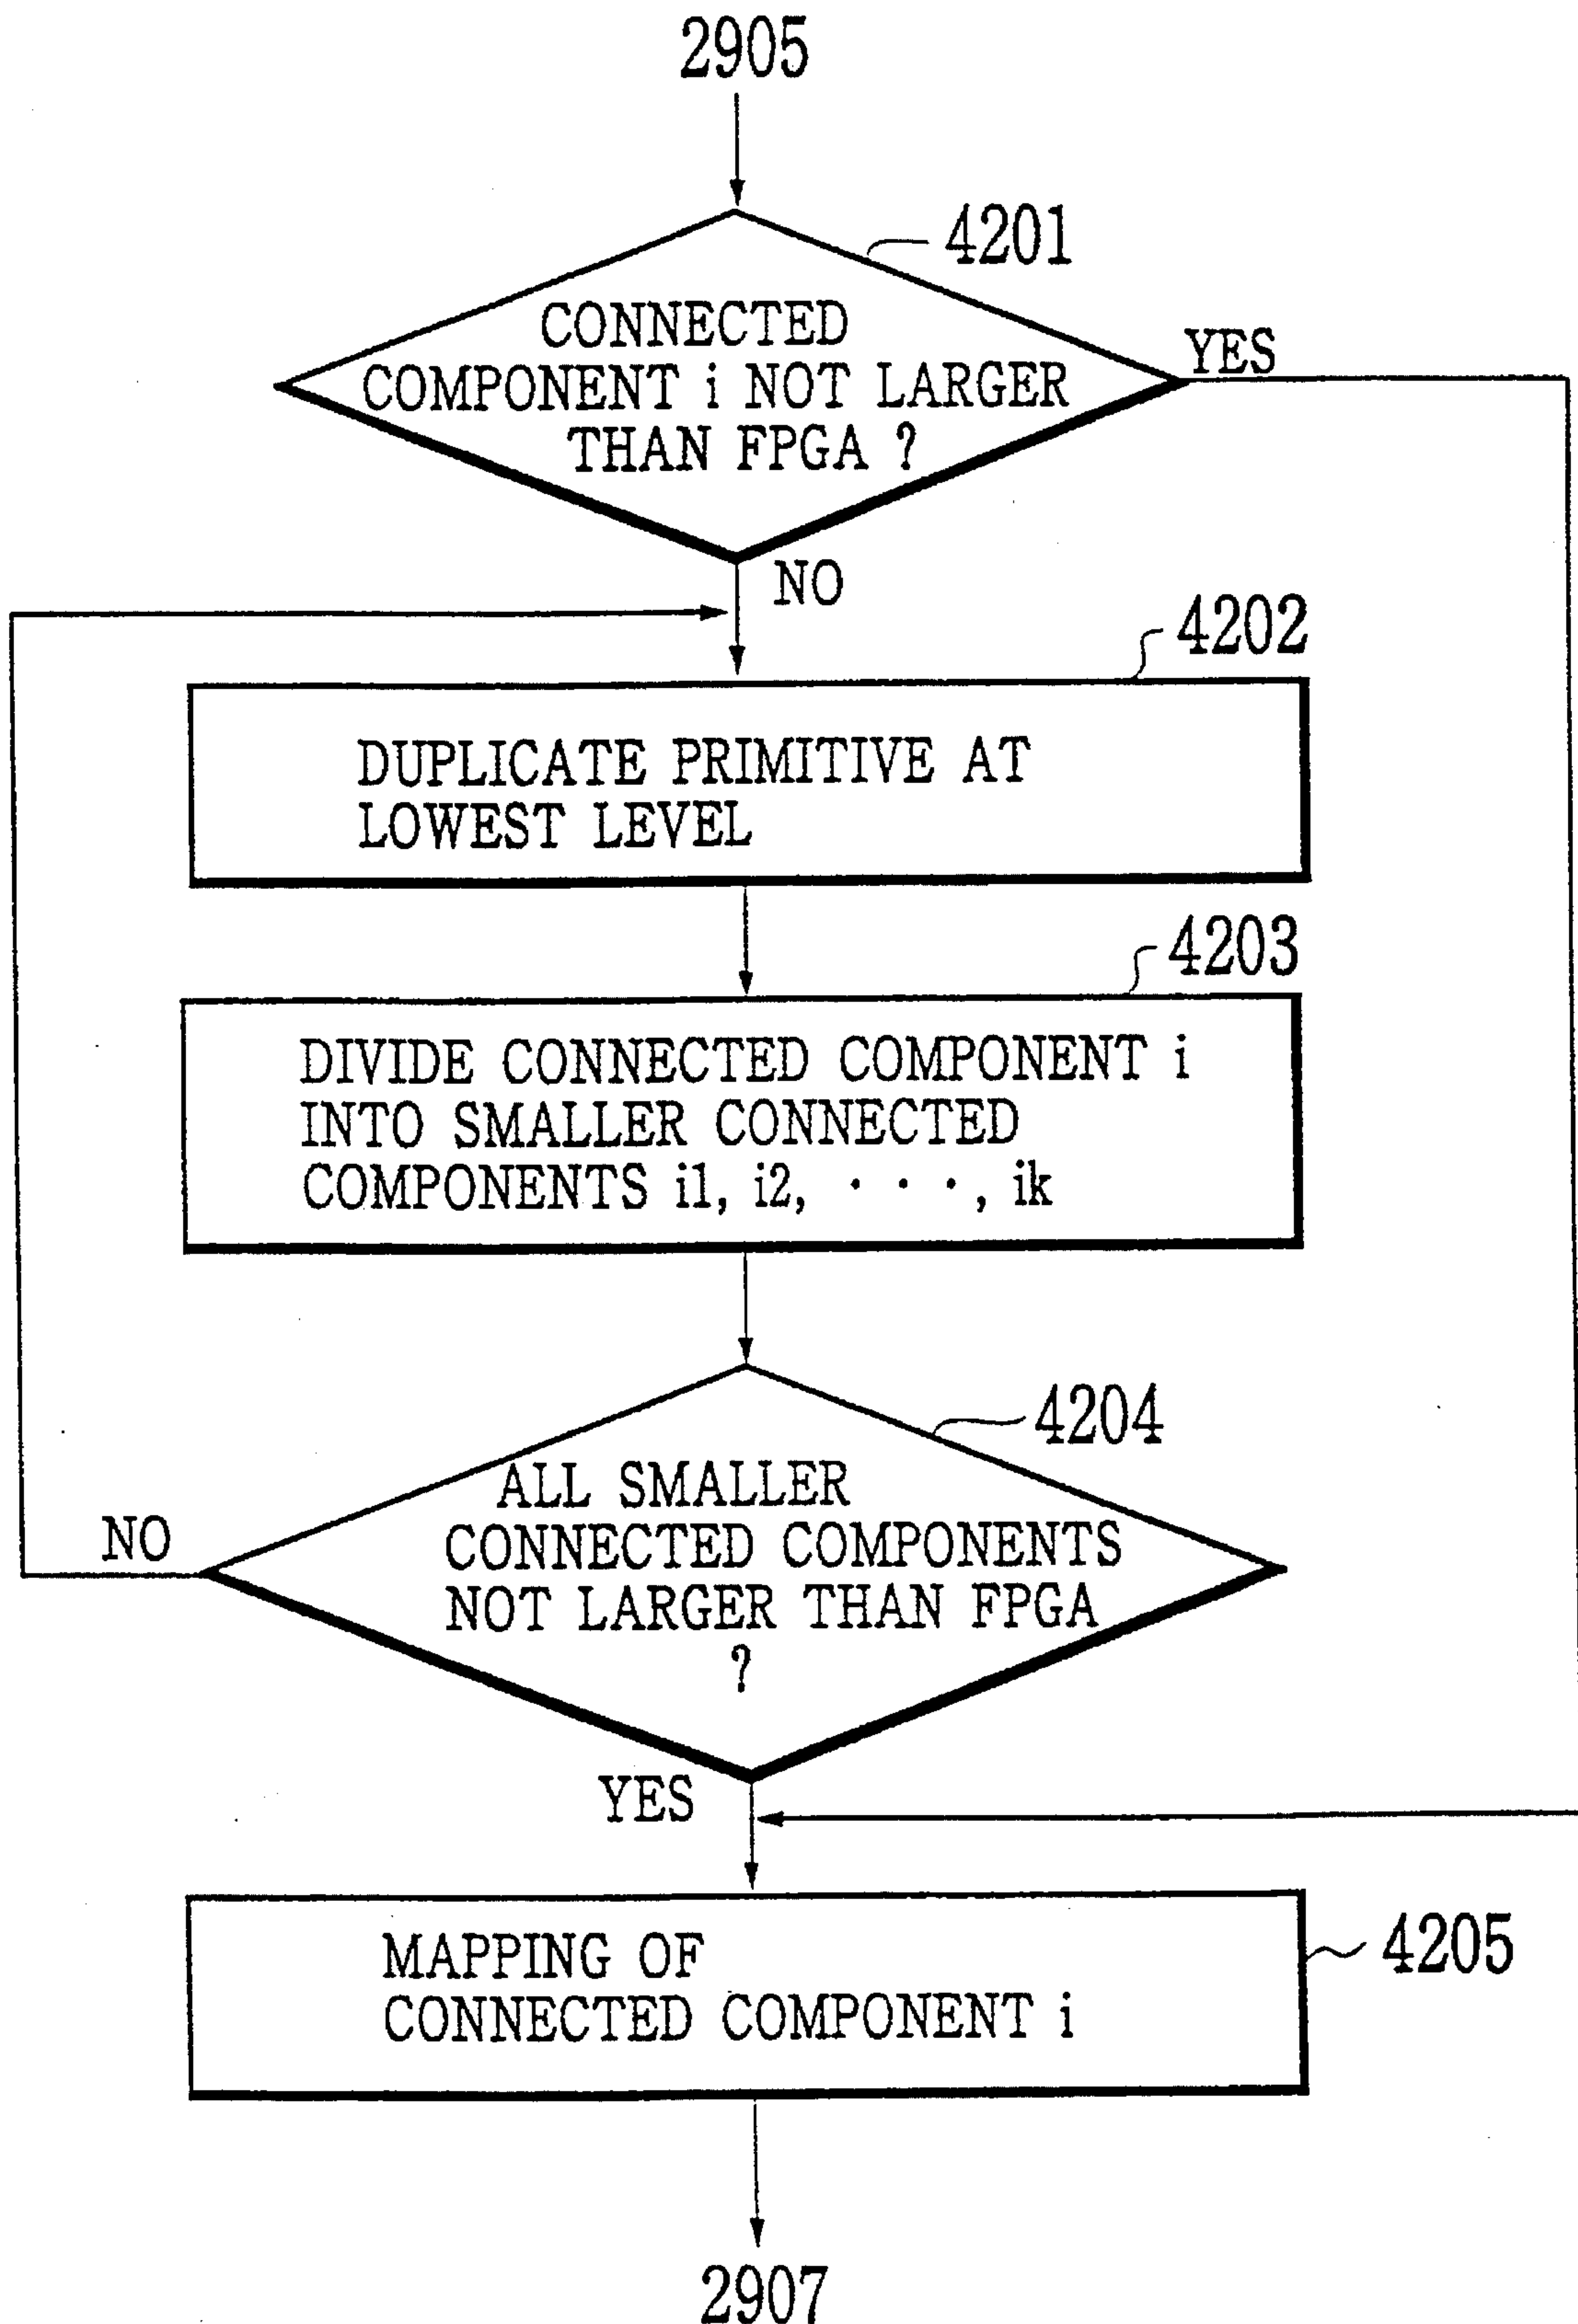 2905
4201
CONNECTED
COMPONENT i NOT LARGER
THAN FPGA ?
YES
NO
4202
DUPLICATE PRIMITIVE AT
LOWEST LEVEL
4203
DIVIDE CONNECTED COMPONENT i
INTO SMALLER CONNECTED
COMPONENTS i1, i2, · · ·, ik
4204
ALL SMALLER
CONNECTED COMPONENTS
NOT LARGER THAN FPGA
?
NO
YES
4205
MAPPING OF
CONNECTED COMPONENT i
2907